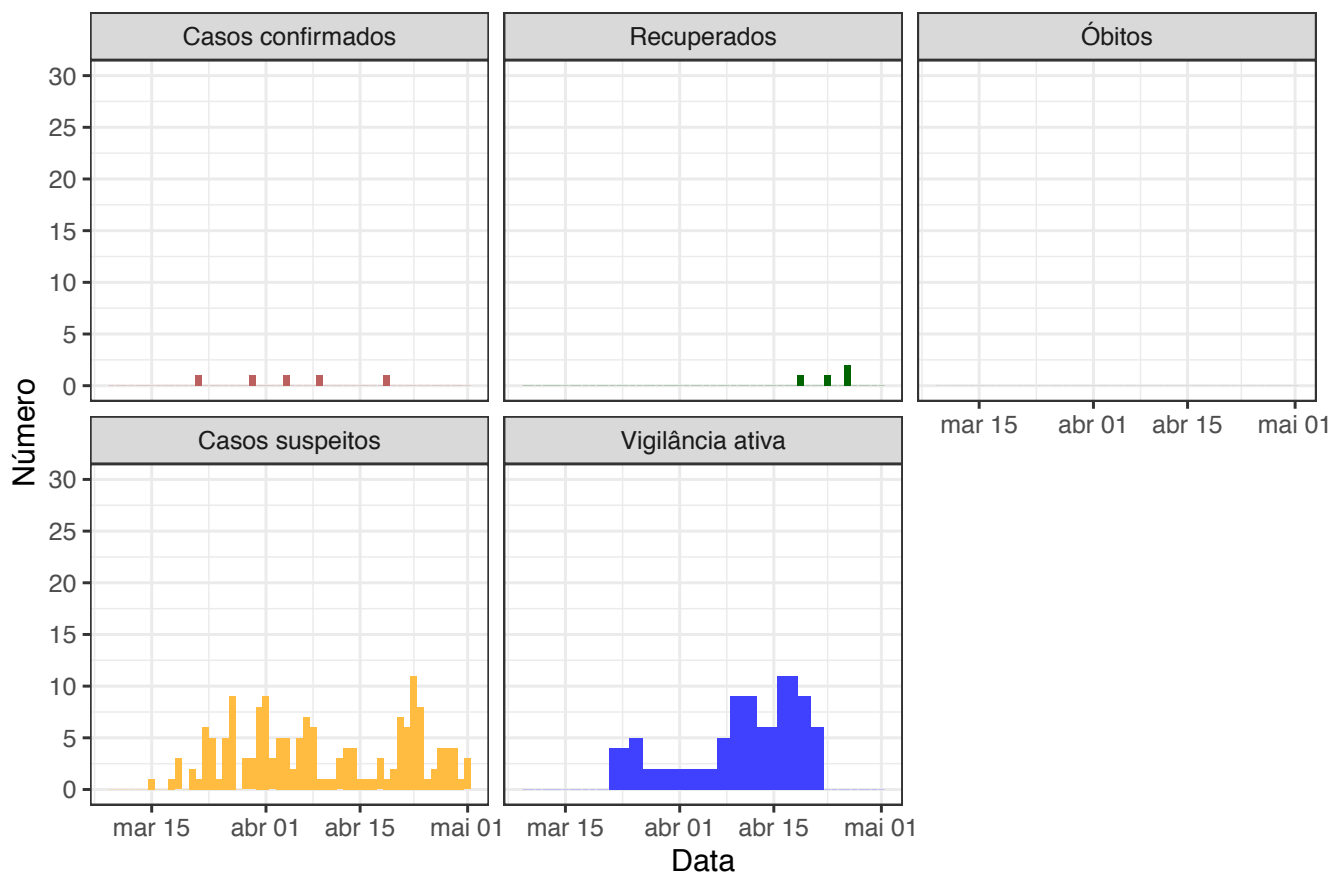 Casos confirmados
Recuperados
Óbitos
30
25
20
15
10
5
0
mar 15
abr 01
abr 15
mai 01
Casos suspeitos
Vigilância ativa
30
25
20
15
10
5
0
mar 15
abr 01
abr 15
mai 01
mar 15
abr 01
abr 15
mai 01
Número
Data